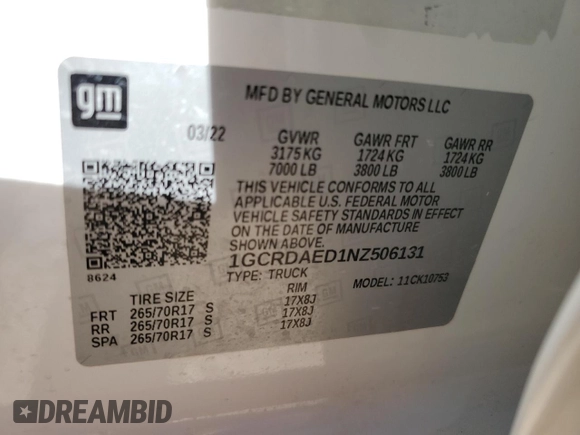 gm
MFD BY GENERAL MOTORS LLC
03/22 GVWR GAWR FRT GAWR RR
3175 KG 1724 KG 1724 KG
7000 LB 3800 LB 3800 LB
THIS VEHICLE CONFORMS TO ALL
APPLICABLE U.S. FEDERAL MOTOR
VEHICLE SAFETY STANDARDS IN EFFECT
ON THE DATE OF MANUFACTURE
SHOWN ABOVE.
8624
1GCRDAED1NZ506131
TYPE: TRUCK MODEL: 11CK10753
TIRE SIZE RIM
FRT 265/70R17 S 17X8J
RR 265/70R17 S 17X8J
SPA 265/70R17 S 17X8J
DREAMBID